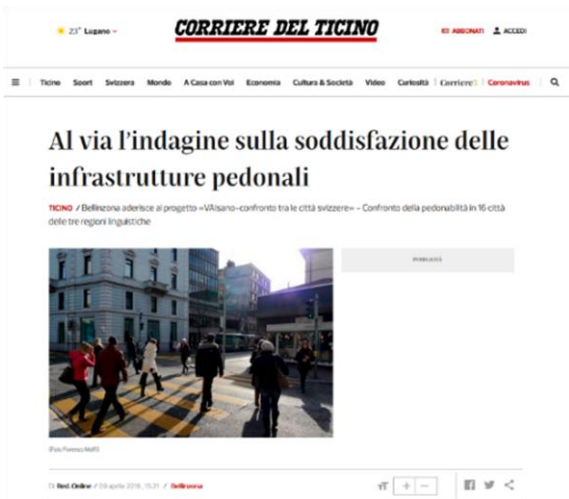 23° Lugano
CORRIERE DEL TICINO
ABBONATI ACCEDI
Ticino Sport Svizzera Mondo A Casa con Voi Economia Cultura & Società Video Curiosità Corriere Coronavirus
Al via l'indagine sulla soddisfazione delle
infrastrutture pedonali
TICINO / Bellinzona aderisce al progetto «VAIsano-confronto tra le città svizzere» - Confronto della pedonabilità in 16 città
delle tre regioni linguistiche
Di Red. Online / 09 aprile 2018, 15:31 / Bellinzona
+ -